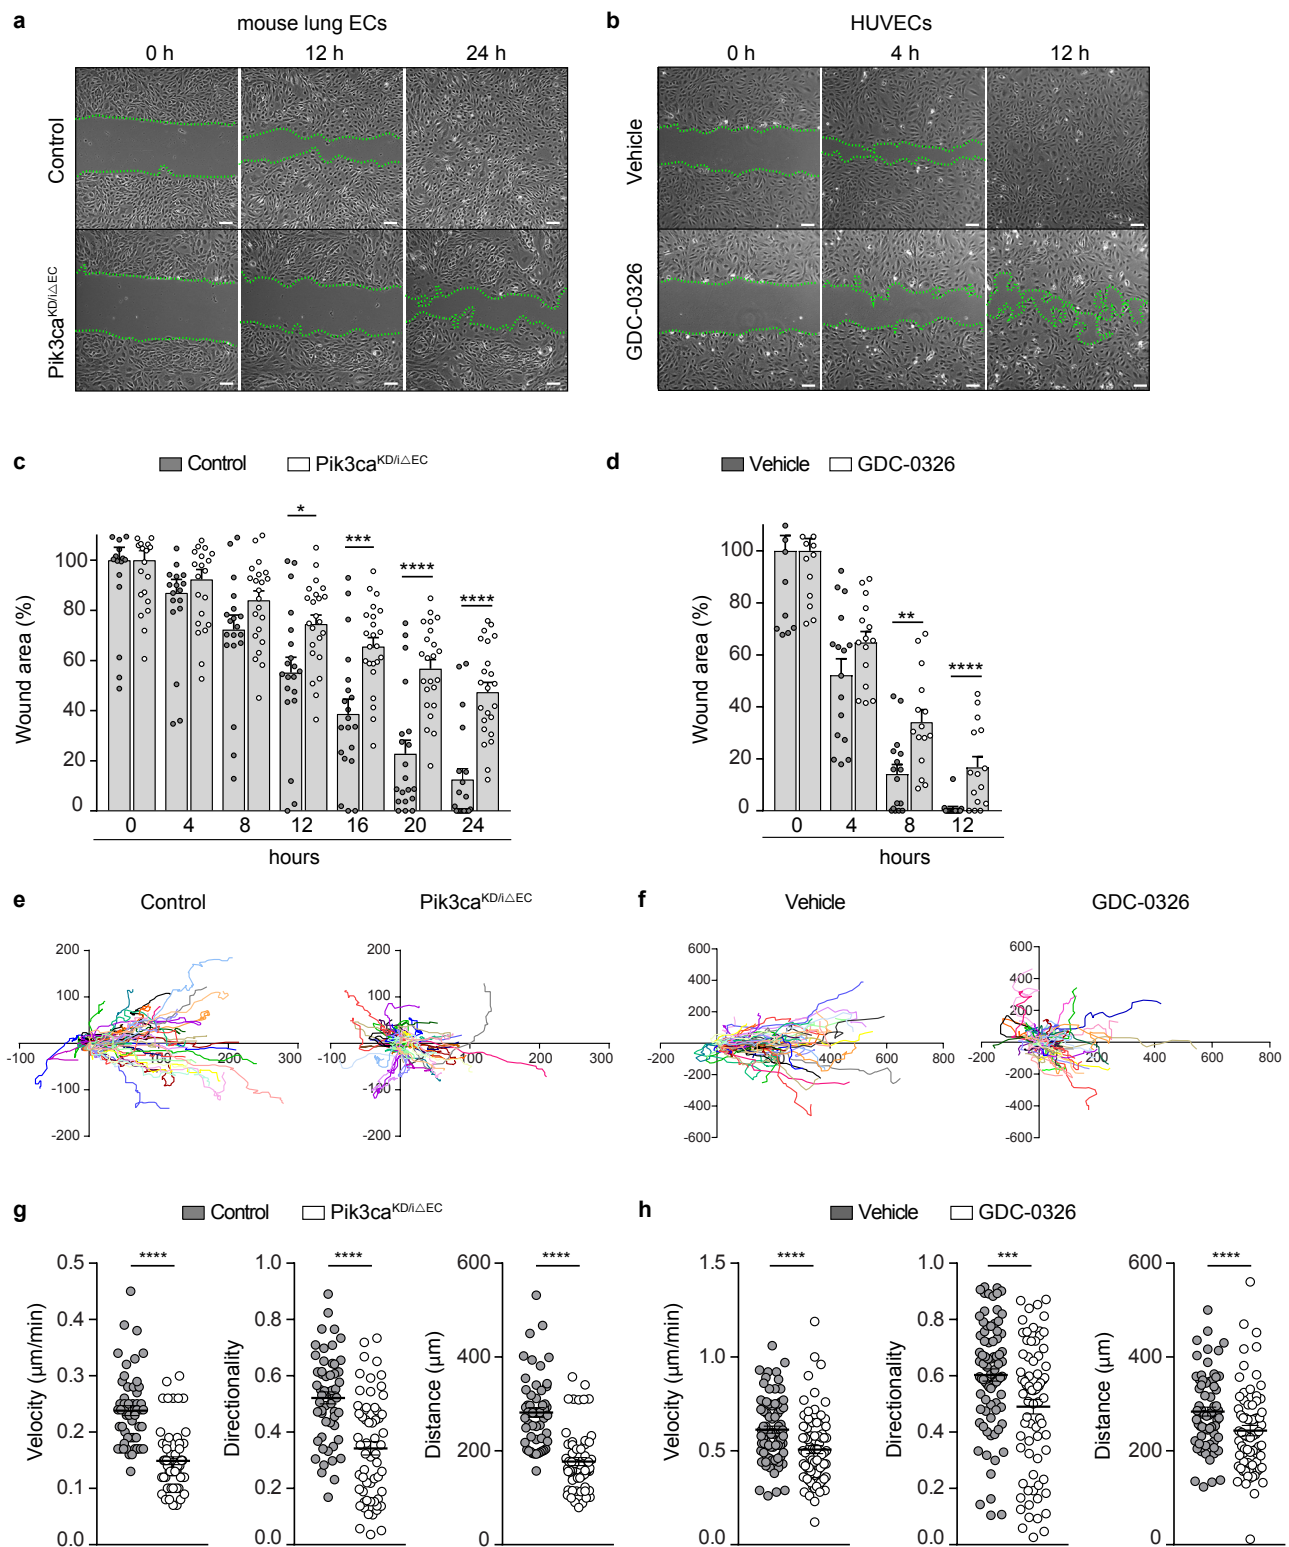 a mouse lung ECs
0 h 12 h 24 h
Control
Pik3caKD/i△EC
b HUVECs
0 h 4 h 12 h
Vehicle
GDC-0326
c Control Pik3caKD/i△EC
* *** **** ****
Wound area (%)
100
80
60
40
20
0
0 4 8 12 16 20 24
hours
d Vehicle GDC-0326
** ****
Wound area (%)
100
80
60
40
20
0
0 4 8 12
hours
e Control Pik3caKD/i△EC
200
100
-100 100 200 300
-100
-200
200
100
-100 100 200 300
-100
-200
f Vehicle GDC-0326
600
400
200
-200 200 400 600 800
-200
-400
-600
600
400
200
-200 200 400 600 800
-200
-400
-600
g Control Pik3caKD/i△EC
****
Velocity (µm/min)
0.5
0.4
0.3
0.2
0.1
0.0
****
Directionality
1.0
0.8
0.6
0.4
0.2
0.0
****
Distance (µm)
600
400
200
0
h Vehicle GDC-0326
****
Velocity (µm/min)
1.5
1.0
0.5
0.0
***
Directionality
1.0
0.8
0.6
0.4
0.2
0.0
****
Distance (µm)
600
400
200
0